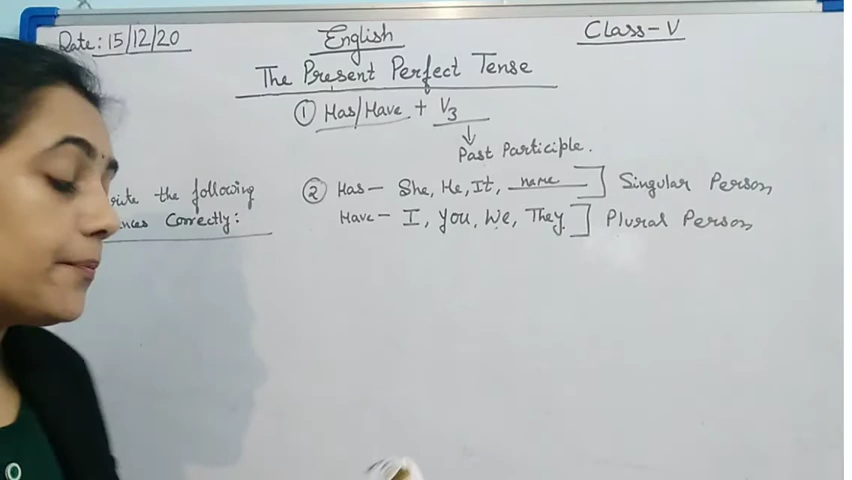 Date: 15/12/20
English
Class-V
The Present Perfect Tense
① Has/Have + V3
↓
Past Participle.
the following
Correctly:
② Has- She, He, It, name ] Singular Person,
Have- I, you, We, They. ] Plural Person,